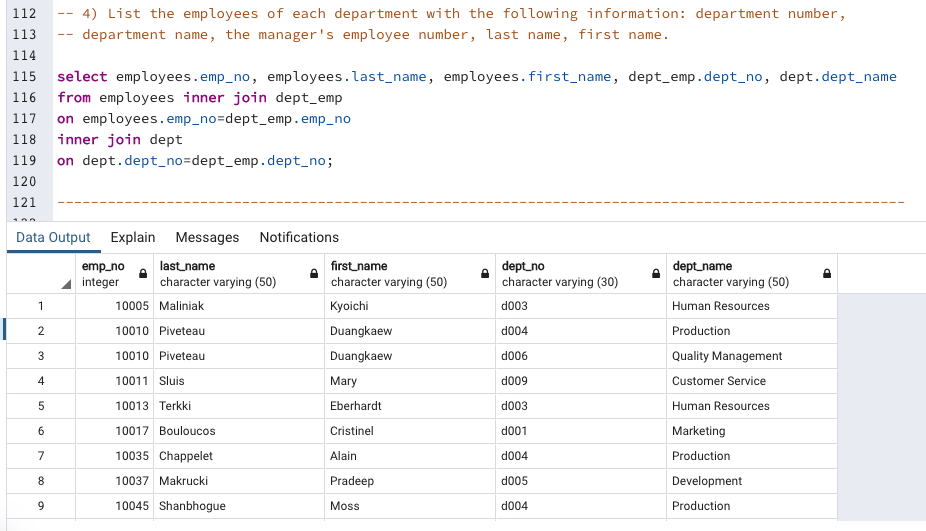 112 -- 4) List the employees of each department with the following information: department number,
113 -- department name, the manager's employee number, last name, first name.
114
115 select employees.emp_no, employees.last_name, employees.first_name, dept_emp.dept_no, dept.dept_name
116 from employees inner join dept_emp
117 on employees.emp_no=dept_emp.emp_no
118 inner join dept
119 on dept.dept_no=dept_emp.dept_no;
120
121 ----------------------------------------------------------------------------------------------------
Data Output Explain Messages Notifications
emp_no last_name first_name dept_no dept_name
integer character varying (50) character varying (50) character varying (30) character varying (50)
1 10005 Maliniak Kyoichi d003 Human Resources
2 10010 Piveteau Duangkaew d004 Production
3 10010 Piveteau Duangkaew d006 Quality Management
4 10011 Sluis Mary d009 Customer Service
5 10013 Terkki Eberhardt d003 Human Resources
6 10017 Bouloucos Cristinel d001 Marketing
7 10035 Chappelet Alain d004 Production
8 10037 Makrucki Pradeep d005 Development
9 10045 Shanbhogue Moss d004 Production